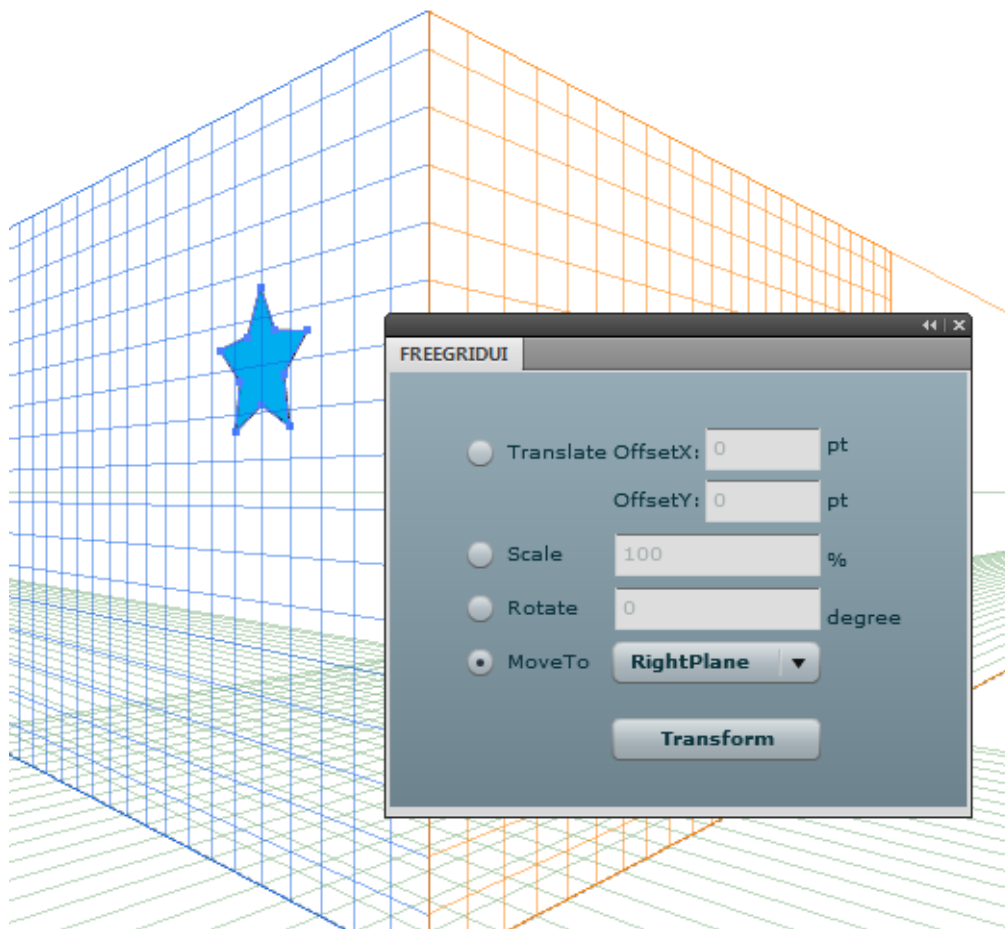 FREEGRIDUI
Translate OffsetX: 0 pt
OffsetY: 0 pt
Scale 100 %
Rotate 0 degree
MoveTo RightPlane
Transform